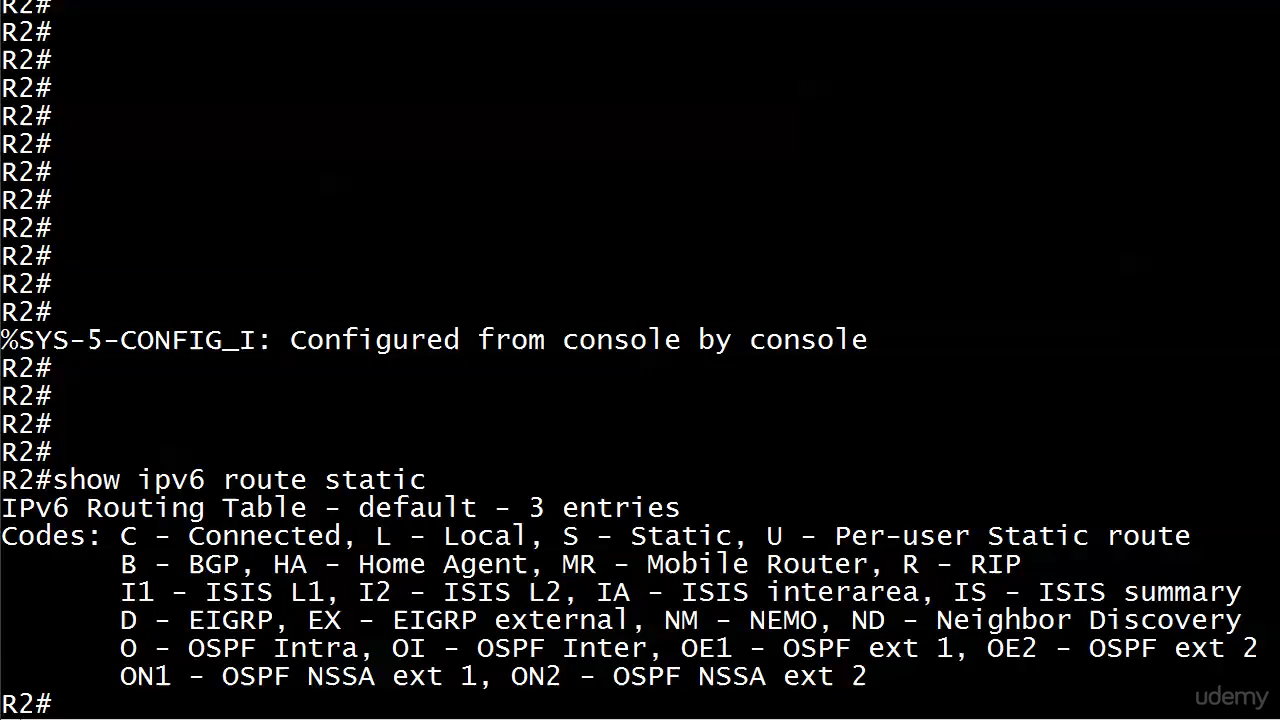 R2#
R2#
R2#
R2#
R2#
R2#
R2#
R2#
R2#
R2#
R2#
R2#
%SYS-5-CONFIG_I: Configured from console by console
R2#
R2#
R2#
R2#
R2#show ipv6 route static
IPv6 Routing Table - default - 3 entries
Codes: C - Connected, L - Local, S - Static, U - Per-user Static route
       B - BGP, HA - Home Agent, MR - Mobile Router, R - RIP
       I1 - ISIS L1, I2 - ISIS L2, IA - ISIS interarea, IS - ISIS summary
       D - EIGRP, EX - EIGRP external, NM - NEMO, ND - Neighbor Discovery
       O - OSPF Intra, OI - OSPF Inter, OE1 - OSPF ext 1, OE2 - OSPF ext 2
       ON1 - OSPF NSSA ext 1, ON2 - OSPF NSSA ext 2
R2#
udemy